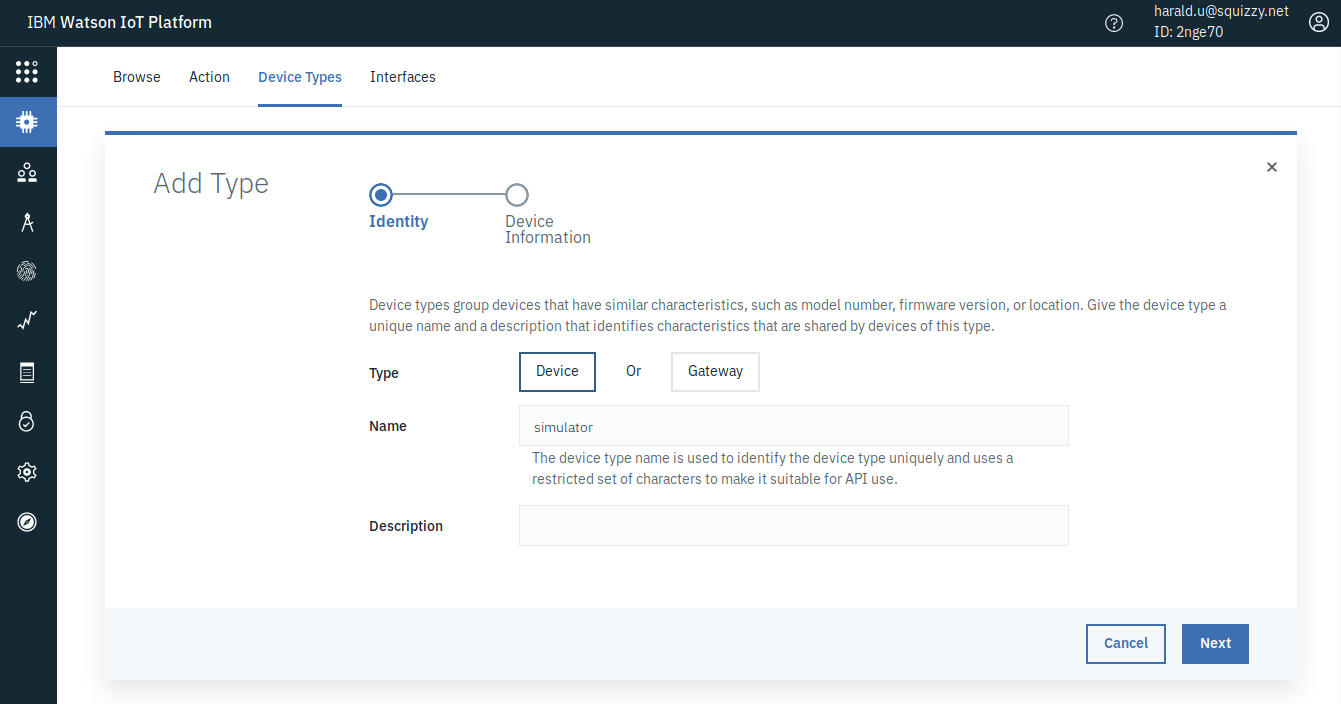 IBM Watson IoT Platform
harald.u@squizzy.net
ID: 2nge70
Browse Action Device Types Interfaces
Add Type
Identity
Device
Information
Device types group devices that have similar characteristics, such as model number, firmware version, or location. Give the device type a
unique name and a description that identifies characteristics that are shared by devices of this type.
Type Device Or Gateway
Name simulator
The device type name is used to identify the device type uniquely and uses a
restricted set of characters to make it suitable for API use.
Description
Cancel Next